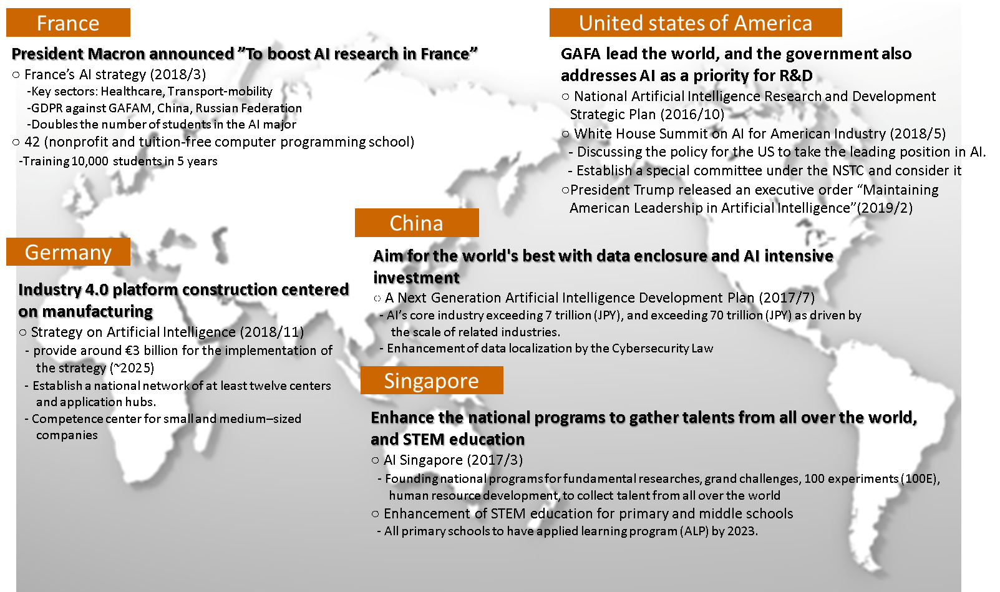 France
President Macron announced ”To boost AI research in France”
○ France’s AI strategy (2018/3)
-Key sectors: Healthcare, Transport-mobility
-GDPR against GAFAM, China, Russian Federation
-Doubles the number of students in the AI major
○ 42 (nonprofit and tuition-free computer programming school)
-Training 10,000 students in 5 years
United states of America
GAFA lead the world, and the government also
addresses AI as a priority for R&D
○ National Artificial Intelligence Research and Development
Strategic Plan (2016/10)
○ White House Summit on AI for American Industry (2018/5)
- Discussing the policy for the US to take the leading position in AI.
- Establish a special committee under the NSTC and consider it
○President Trump released an executive order “Maintaining
American Leadership in Artificial Intelligence”(2019/2)
Germany
Industry 4.0 platform construction centered
on manufacturing
○ Strategy on Artificial Intelligence (2018/11)
- provide around €3 billion for the implementation of
the strategy (~2025)
- Establish a national network of at least twelve centers
and application hubs.
- Competence center for small and medium–sized
companies
China
Aim for the world's best with data enclosure and AI intensive
investment
○ A Next Generation Artificial Intelligence Development Plan (2017/7)
- AI’s core industry exceeding 7 trillion (JPY), and exceeding 70 trillion (JPY) as driven by
the scale of related industries.
- Enhancement of data localization by the Cybersecurity Law
Singapore
Enhance the national programs to gather talents from all over the world,
and STEM education
○ AI Singapore (2017/3)
- Founding national programs for fundamental researches, grand challenges, 100 experiments (100E),
human resource development, to collect talent from all over the world
○ Enhancement of STEM education for primary and middle schools
- All primary schools to have applied learning program (ALP) by 2023.